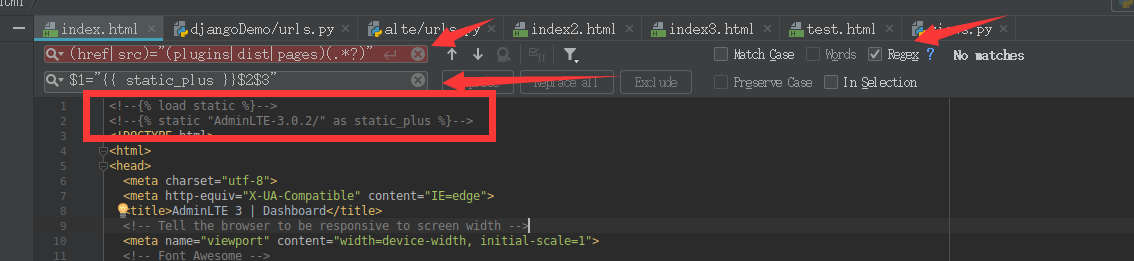 html
index.html × djangoDemo/urls.py × alte/urls.py × index2.html × index3.html × test.html ×
(href|src)="(plugins|dist|pages)(.*?)" Match Case Words Regex ? No matches
$1="{{ static_plus }}$2$3" Replace all Exclude Preserve Case In Selection
1 <!--{% load static %}-->
2 <!--{% static "AdminLTE-3.0.2/" as static_plus %}-->
3 <!DOCTYPE html>
4 <html>
5 <head>
6 <meta charset="utf-8">
7 <meta http-equiv="X-UA-Compatible" content="IE=edge">
8 <title>AdminLTE 3 | Dashboard</title>
9 <!-- Tell the browser to be responsive to screen width -->
10 <meta name="viewport" content="width=device-width, initial-scale=1">
11 <!-- Font Awesome -->